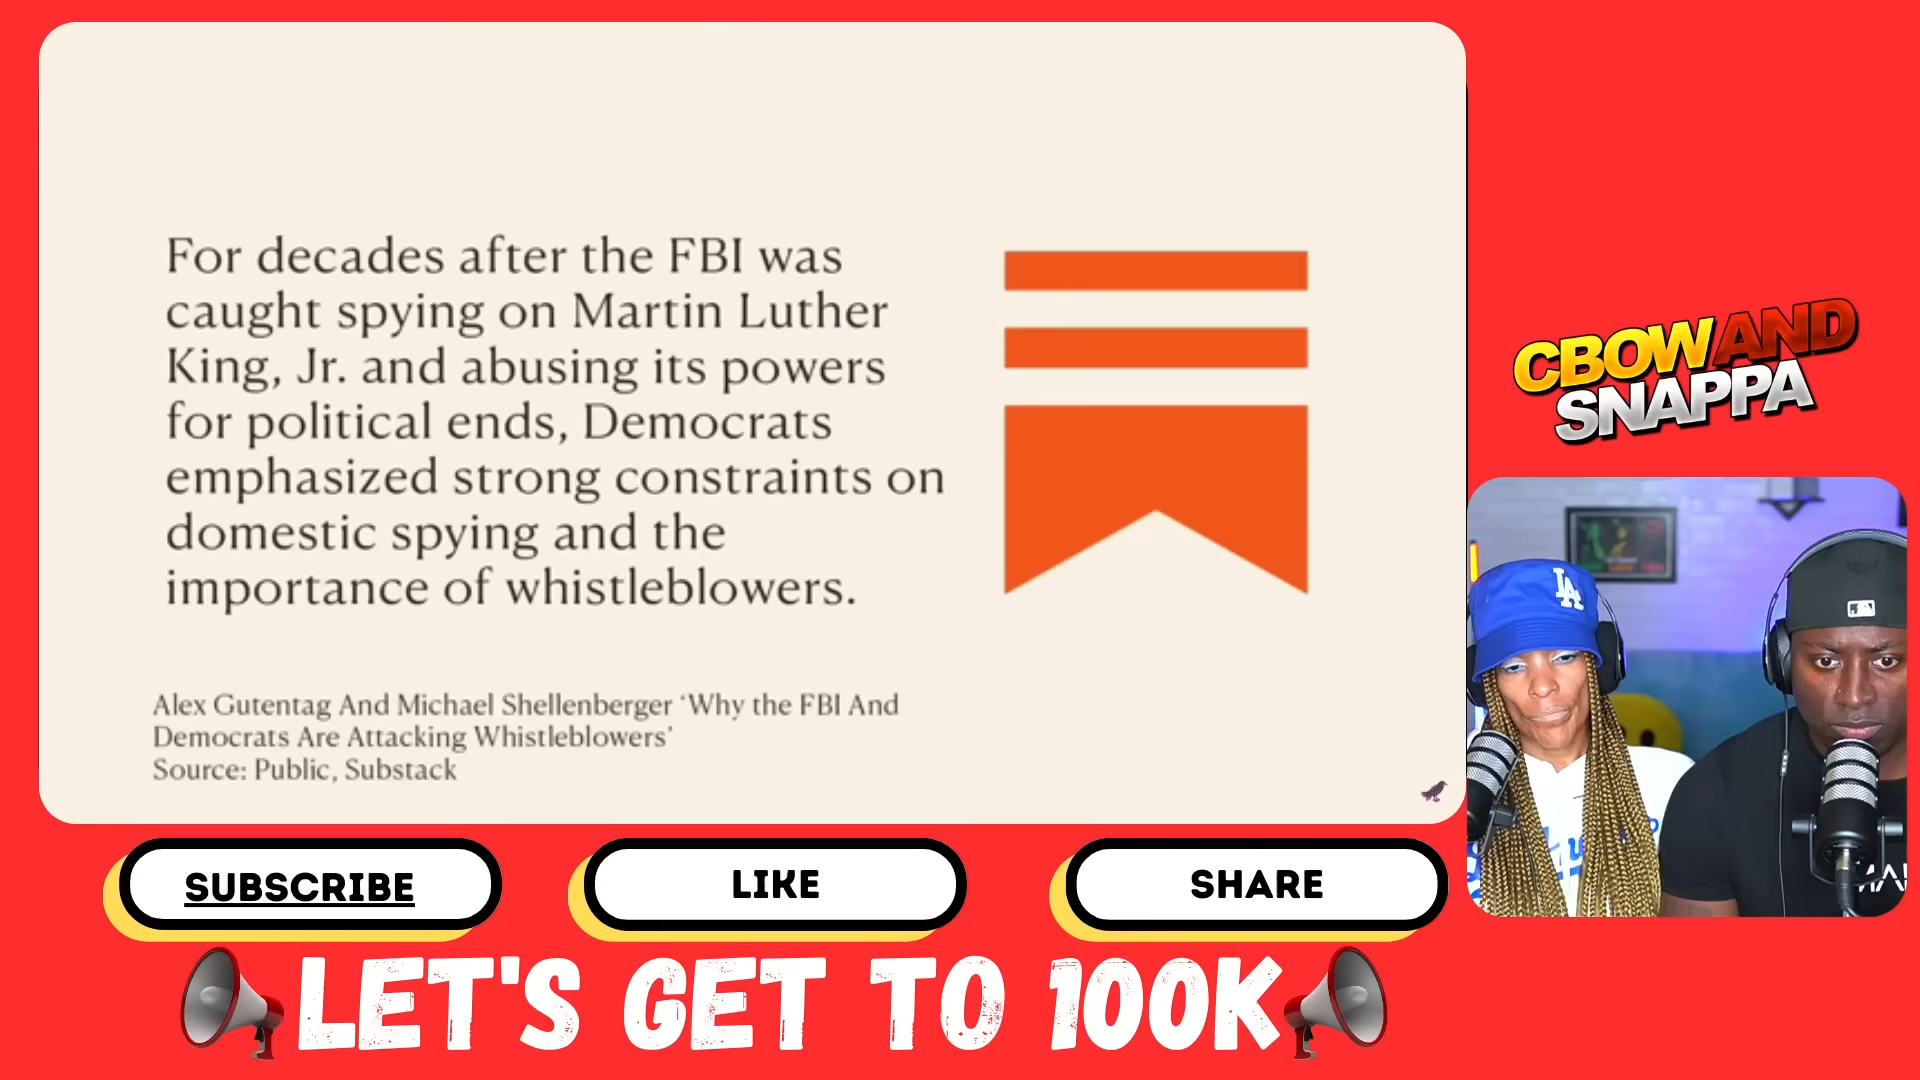 For decades after the FBI was
caught spying on Martin Luther
King, Jr. and abusing its powers
for political ends, Democrats
emphasized strong constraints on
domestic spying and the
importance of whistleblowers.
Alex Gutentag And Michael Shellenberger ‘Why the FBI And
Democrats Are Attacking Whistleblowers’
Source: Public, Substack
CBOW AND
SNAPPA
LA
SUBSCRIBE
LIKE
SHARE
LET'S GET TO 100K